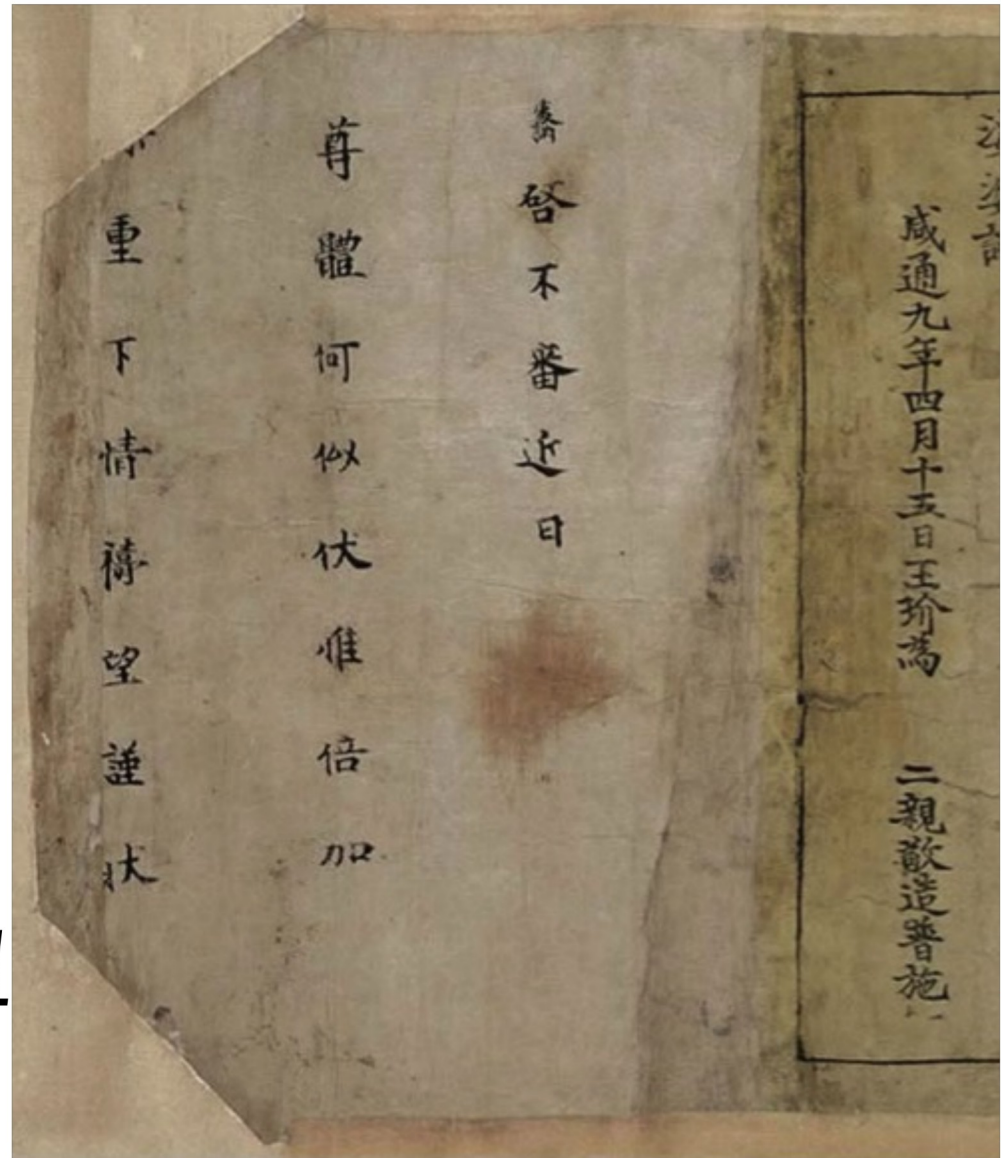 咸通九年四月十五日王玠為 二親敬造普施
啓不審近日
尊體何似伏惟倍加
重下情禱望謹狀